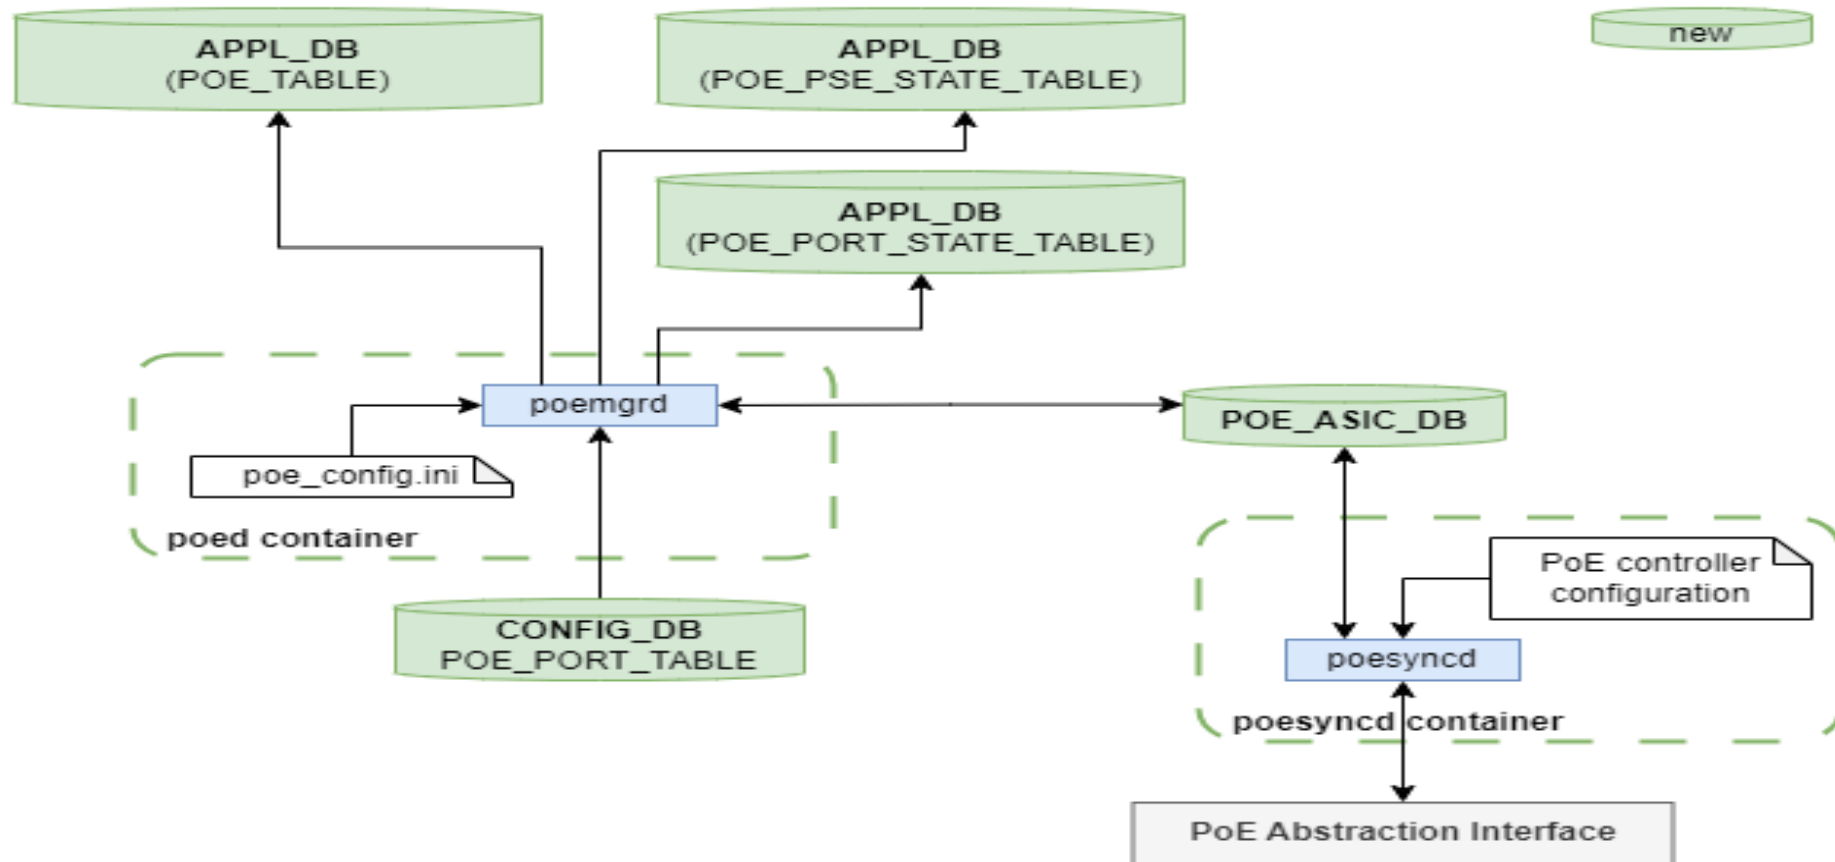 APPL_DB
(POE_TABLE)
APPL_DB
(POE_PSE_STATE_TABLE)
new
APPL_DB
(POE_PORT_STATE_TABLE)
poemgrd
POE_ASIC_DB
poe_config.ini
poed container
PoE controller
configuration
CONFIG_DB
POE_PORT_TABLE
poesyncd
poesyncd container
PoE Abstraction Interface